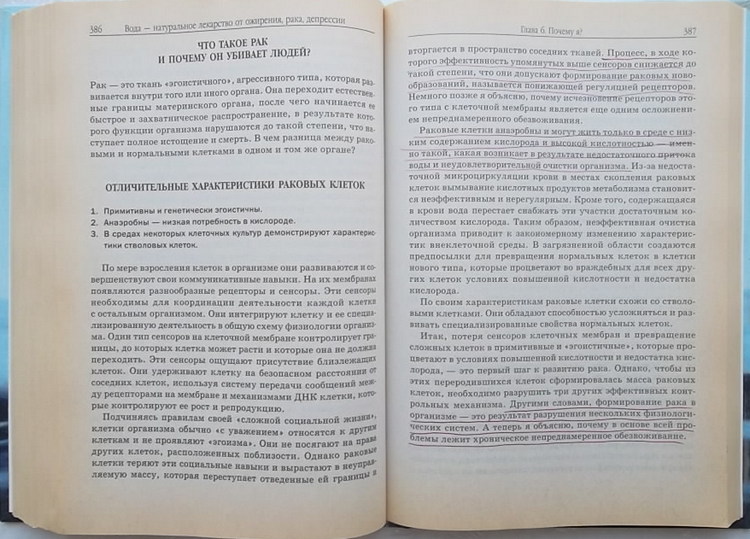 386
Вода — натуральное лекарство от ожирения, рака, депрессии
ЧТО ТАКОЕ РАК
И ПОЧЕМУ ОН УБИВАЕТ ЛЮДЕЙ?
Рак — это ткань «эгоистичного», агрессивного типа, которая раз-
вивается внутри того или иного органа. Она переходит естествен-
ные границы материнского органа, после чего начинается ее
быстрое и захватническое распространение, в результате кото-
рого функции организма нарушаются до такой степени, что на-
ступает полное истощение и смерть. В чем разница между рако-
выми и нормальными клетками в одном и том же органе?
ОТЛИЧИТЕЛЬНЫЕ ХАРАКТЕРИСТИКИ РАКОВЫХ КЛЕТОК
1. Примитивны и генетически эгоистичны.
2. Анаэробны — низкая потребность в кислороде.
3. В средах некоторых клеточных культур демонстрируют характерис-
тики стволовых клеток.
По мере взросления клеток в организме они развиваются и со-
вершенствуют свои коммуникативные навыки. На их мембранах
появляются разнообразные рецепторы и сенсоры. Эти сенсоры
необходимы для координации деятельности каждой клетки
с остальным организмом. Они интегрируют клетку и ее специа-
лизированную деятельность в общую схему физиологии организ-
ма. Один тип сенсоров на клеточной мембране контролирует гра-
ницы, до которых клетка может расти и которые она не должна
переходить. Эти сенсоры ощущают присутствие близлежащих
клеток. Они удерживают клетку на безопасном расстоянии от
соседних клеток, используя систему передачи сообщений меж-
ду рецепторами на мембране и механизмами ДНК клетки, кото-
рые контролируют ее рост и репродукцию.
Подчиняясь правилам своей «сложной социальной жизни»,
клетки организма обычно «с уважением» относятся к другим
клеткам и не проявляют «эгоизма». Они не посягают на права
других клеток, расположенных поблизости. Однако раковые
клетки теряют эти социальные навыки и вырастают в неуправ-
ляемую массу, которая переступает отведенные ей границы и
Глава 6. Почему я?
387
вторгается в пространство соседних тканей. Процесс, в ходе ко-
торого эффективность упомянутых выше сенсоров снижается до
такой степени, что они допускают формирование раковых ново-
образований, называется понижающей регуляцией рецепторов.
Немного позже я объясню, почему исчезновение рецепторов это-
го типа с клеточной мембраны является еще одним осложнени-
ем непреднамеренного обезвоживания.
Раковые клетки анаэробны и могут жить только в среде с низ-
ким содержанием кислорода и высокой кислотностью — имен-
но такой, какая возникает в результате недостаточного притока
воды и неудовлетворительной очистки организма. Из-за недоста-
точной микроциркуляции крови в местах скопления раковых
клеток вымывание кислотных продуктов метаболизма становит-
ся неэффективным и нерегулярным. Кроме того, содержащаяся
в крови вода перестает снабжать эти участки достаточным ко-
личеством кислорода. Таким образом, неэффективная очистка
организма приводит к закономерному изменению характерис-
тик внеклеточной среды. В загрязненной области создаются
предпосылки для превращения нормальных клеток в клетки
нового типа, которые процветают во враждебных для всех дру-
гих клеток условиях повышенной кислотности и недостатка
кислорода.
По своим характеристикам раковые клетки схожи со стволо-
выми клетками. Они обладают способностью усложняться и раз-
вивать специализированные свойства нормальных клеток.
Итак, потеря сенсоров клеточных мембран и превращение
сложных клеток в примитивные и «эгоистичные», которые про-
цветают в условиях повышенной кислотности и недостатка кис-
лорода, — это первый шаг к развитию рака. Однако, чтобы из
этих переродившихся клеток сформировалась масса раковых
клеток, необходимо разрушить три других эффективных конт-
рольных механизма. Другими словами, формирование рака в
организме — это результат разрушения нескольких физиологи-
ческих систем. А теперь я объясню, почему в основе всей про-
блемы лежит хроническое непреднамеренное обезвоживание.